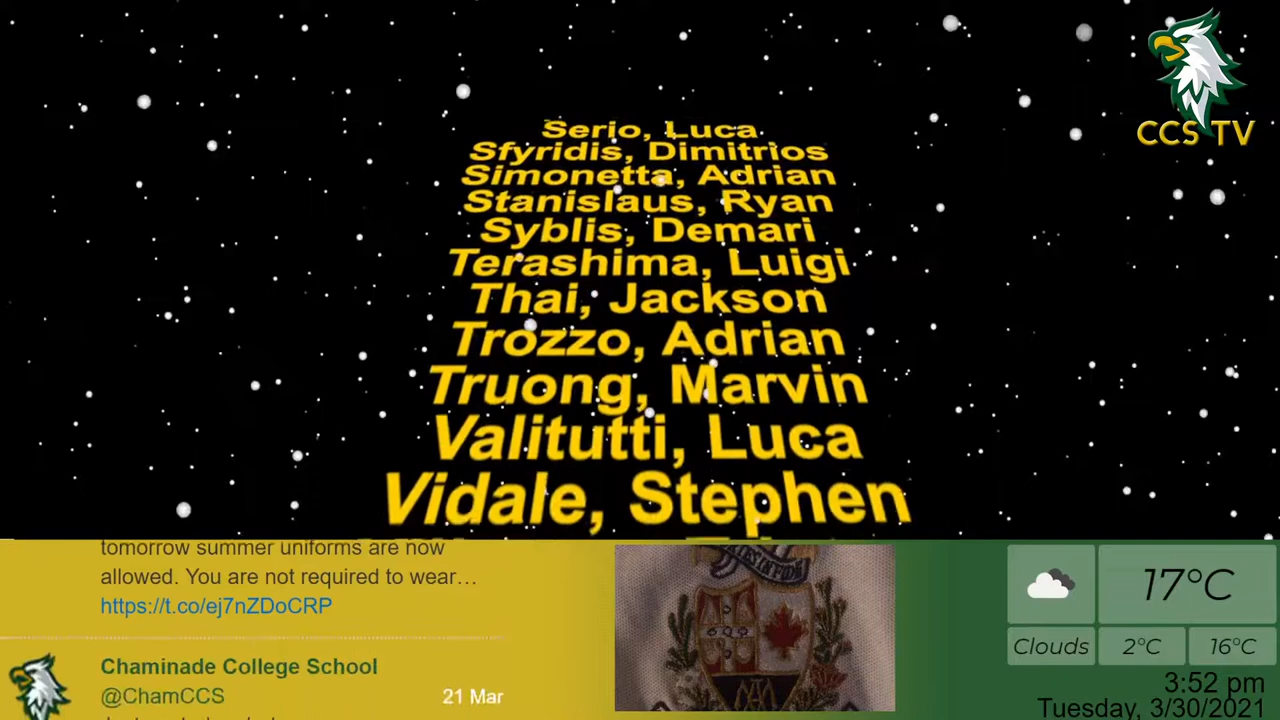 CCS TV
Serio, Luca
Sfyridis, Dimitrios
Simonetta, Adrian
Stanislaus, Ryan
Syblis, Demari
Terashima, Luigi
Thai, Jackson
Trozzo, Adrian
Truong, Marvin
Valitutti, Luca
Vidale, Stephen
tomorrow summer uniforms are now
allowed. You are not required to wear…
https://t.co/ej7nZDoCRP
Chaminade College School
@ChamCCS 21 Mar
17°C
Clouds 2°C 16°C
3:52 pm
Tuesday, 3/30/2021